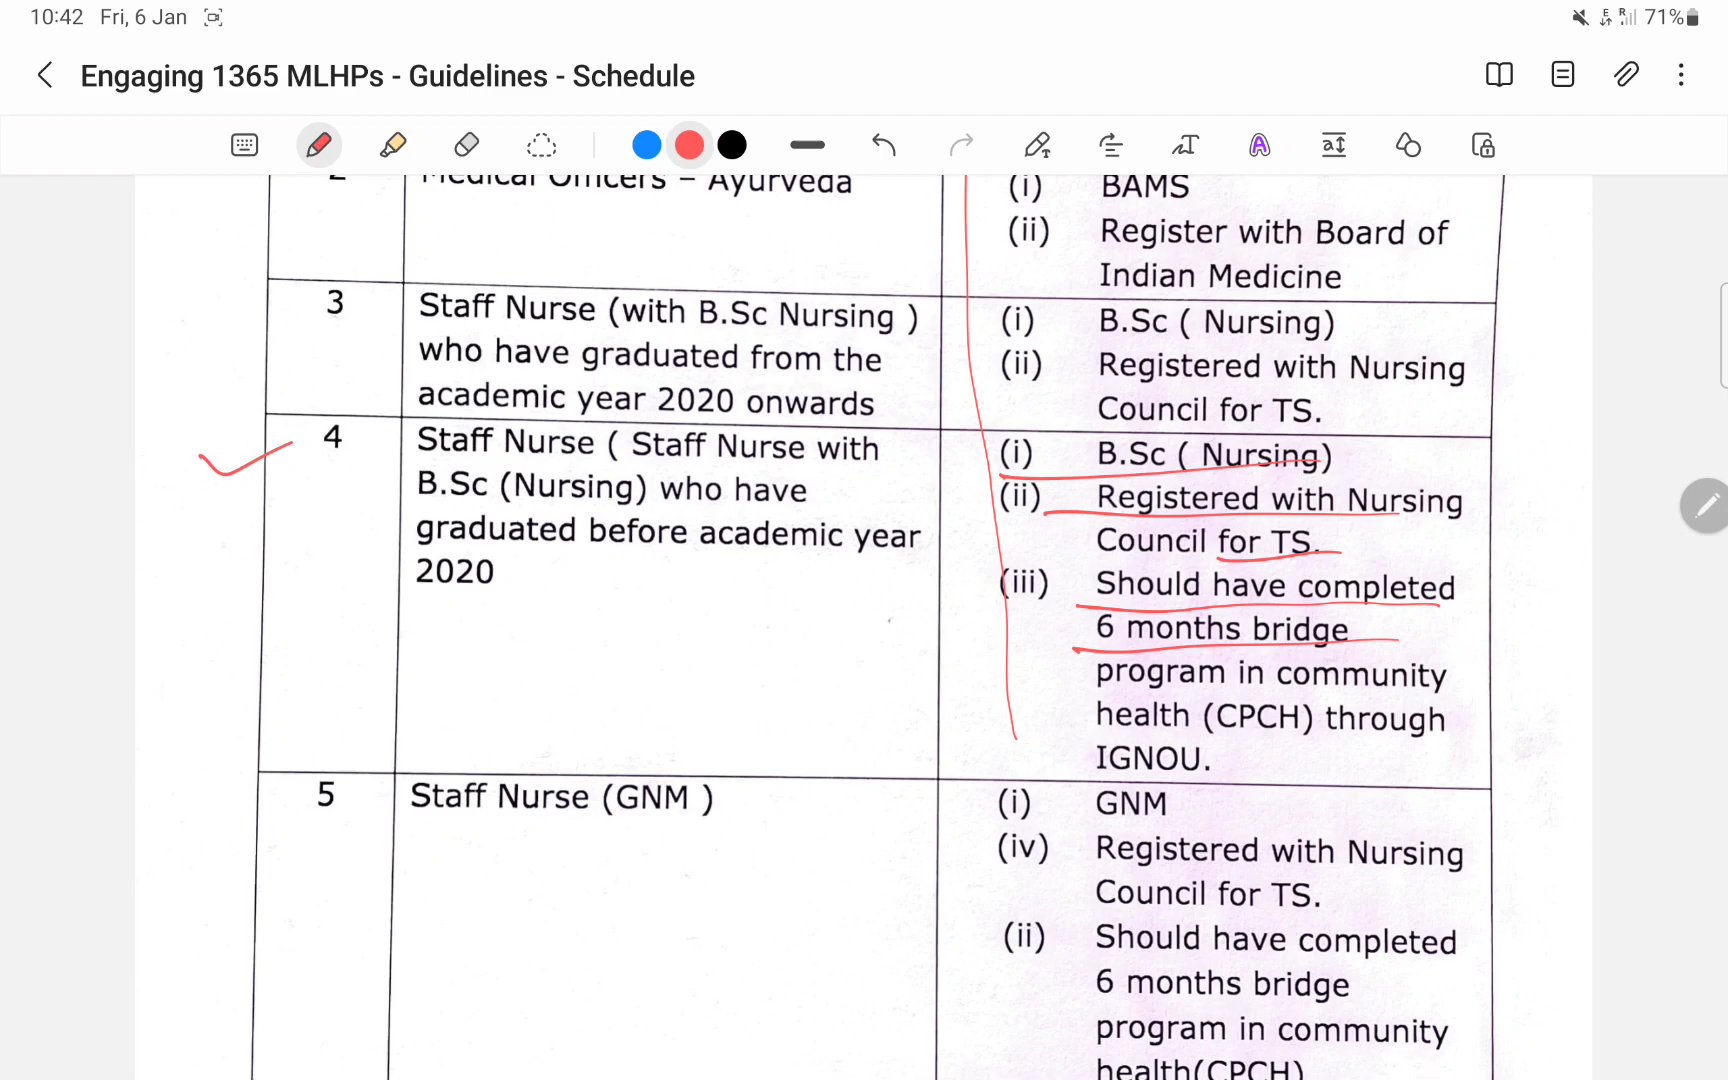 10:42 Fri, 6 Jan
71%
Engaging 1365 MLHPs - Guidelines - Schedule
2 Medical Officers – Ayurveda
(i) BAMS
(ii) Register with Board of
Indian Medicine
3 Staff Nurse (with B.Sc Nursing )
who have graduated from the
academic year 2020 onwards
(i) B.Sc ( Nursing)
(ii) Registered with Nursing
Council for TS.
4 Staff Nurse ( Staff Nurse with
B.Sc (Nursing) who have
graduated before academic year
2020
(i) B.Sc ( Nursing)
(ii) Registered with Nursing
Council for TS.
(iii) Should have completed
6 months bridge
program in community
health (CPCH) through
IGNOU.
5 Staff Nurse (GNM )
(i) GNM
(iv) Registered with Nursing
Council for TS.
(ii) Should have completed
6 months bridge
program in community
health(CPCH)